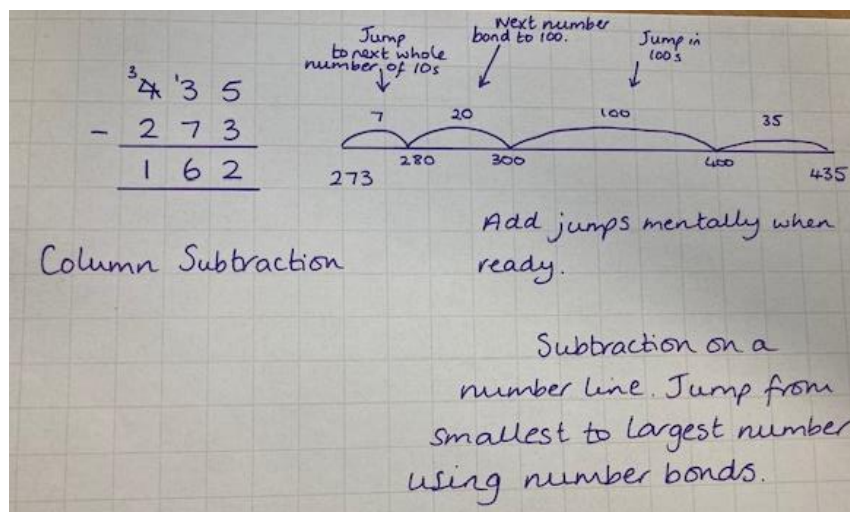 ³4 ¹3 5
- 2 7 3
1 6 2
Column Subtraction
Jump
to next whole
number of 10s
Next number
bond to 100.
Jump in
100s
7 20 100 35
273 280 300 400 435
Add jumps mentally when
ready.
Subtraction on a
number line. Jump from
smallest to largest number
using number bonds.